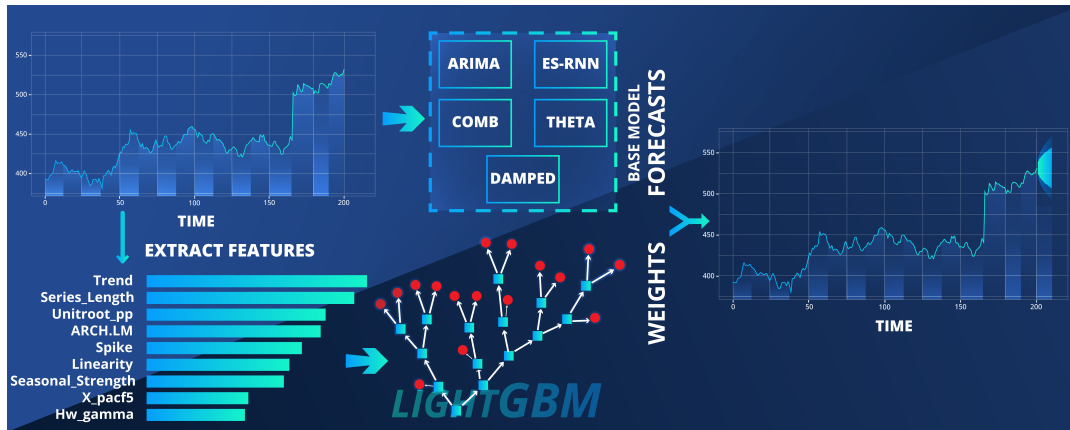 550
500
450
400
0
50
100
150
200
TIME
ARIMA
ES-RNN
COMB
THETA
DAMPED
BASE MODEL
FORECASTS
WEIGHTS
EXTRACT FEATURES
Trend
Series_Length
Unitroot_pp
ARCH.LM
Spike
Linearity
Seasonal_Strength
X_pacf5
Hw_gamma
LIGHTGBM
550
500
450
400
0
50
100
150
200
TIME